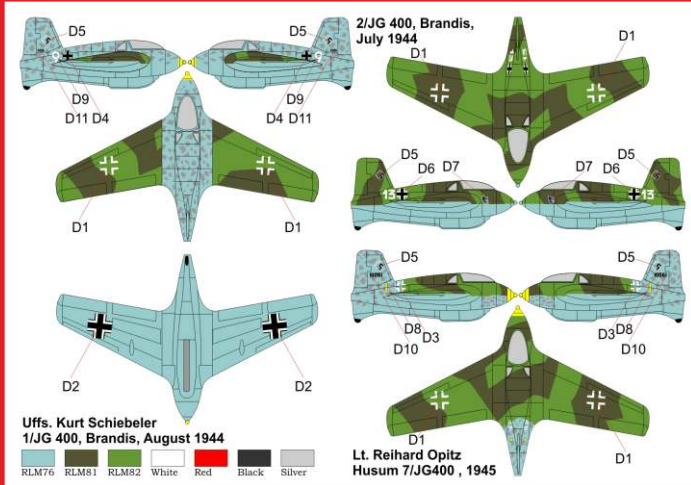 D5
D5
9
9
D9
D9
D11 D4
D4 D11
D1
D1
D2
D2
Uffs. Kurt Schiebeler
1/JG 400, Brandis, August 1944
RLM76 RLM81 RLM82 White Red Black Silver
2/JG 400, Brandis,
July 1944
D1
D1
D5
D6
D7
D7
D6
D5
13
13
D5
D5
D8
D3
D10
D3 D8
D10
D1
D1
Lt. Reihard Opitz
Husum 7/JG400 , 1945